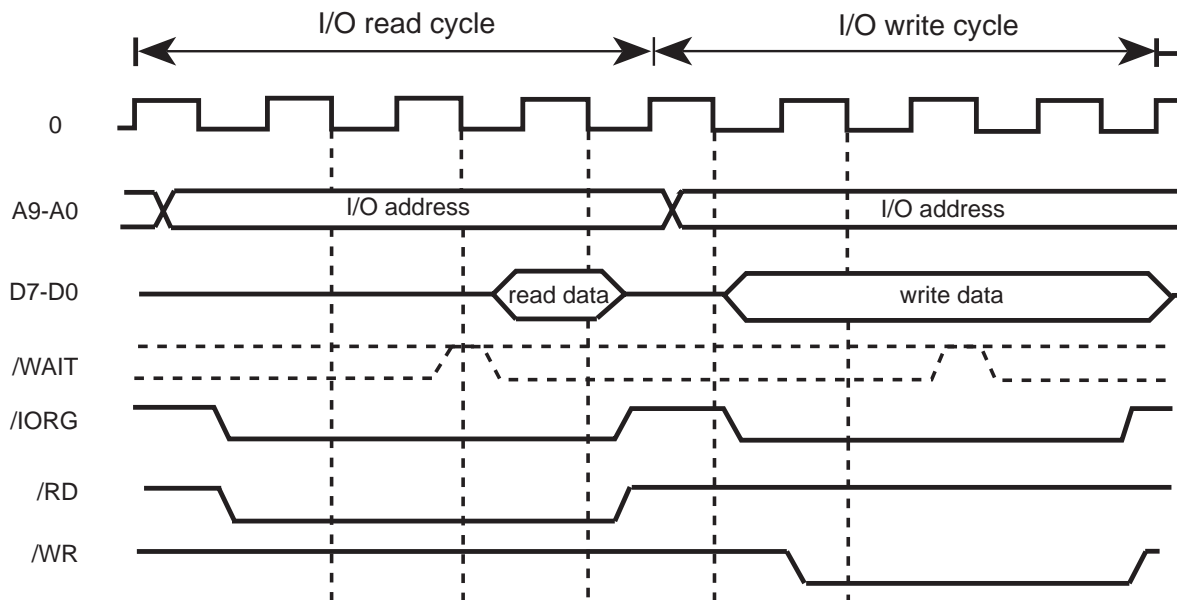 I/O read cycle I/O write cycle
0
A9-A0 I/O address I/O address
D7-D0 read data write data
/WAIT
/IORG
/RD
/WR